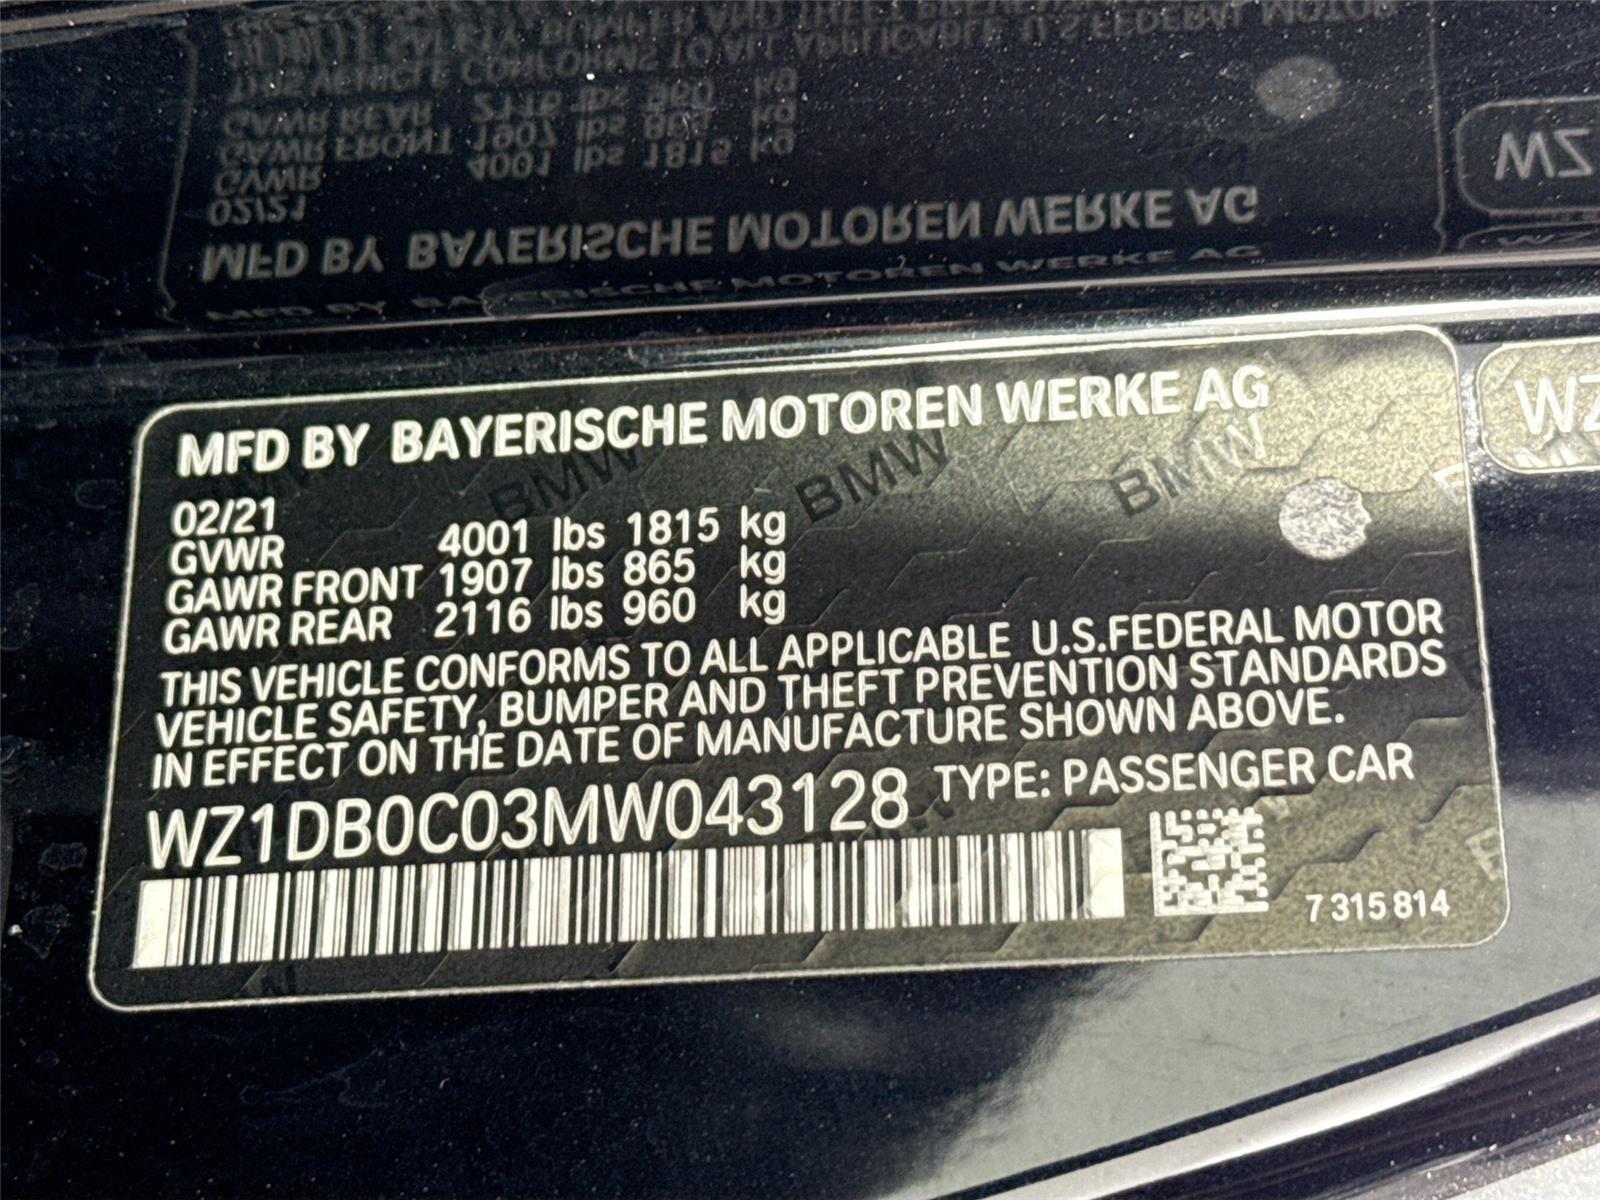 MFD BY BAYERISCHE MOTOREN WERKE AG
02/21
GVWR 4001 lbs 1815 kg
GAWR FRONT 1907 lbs 865 kg
GAWR REAR 2116 lbs 960 kg
THIS VEHICLE CONFORMS TO ALL APPLICABLE U.S.FEDERAL MOTOR
VEHICLE SAFETY, BUMPER AND THEFT PREVENTION STANDARDS
IN EFFECT ON THE DATE OF MANUFACTURE SHOWN ABOVE.
WZ1DB0C03MW043128 TYPE: PASSENGER CAR
7 315 814
BMW BMW BMW
WZ